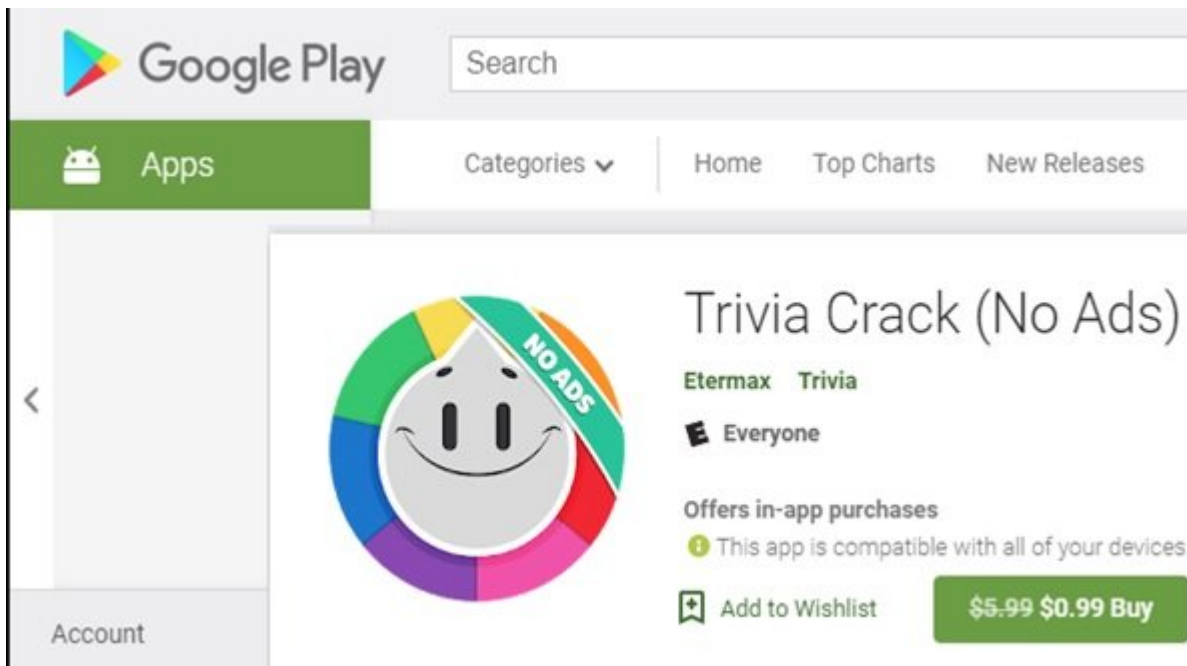 Google Play
Search
Apps
Categories
Home
Top Charts
New Releases
NO ADS
Trivia Crack (No Ads)
Etermax Trivia
E Everyone
Offers in-app purchases
This app is compatible with all of your devices
Add to Wishlist
$5.99 $0.99 Buy
Account